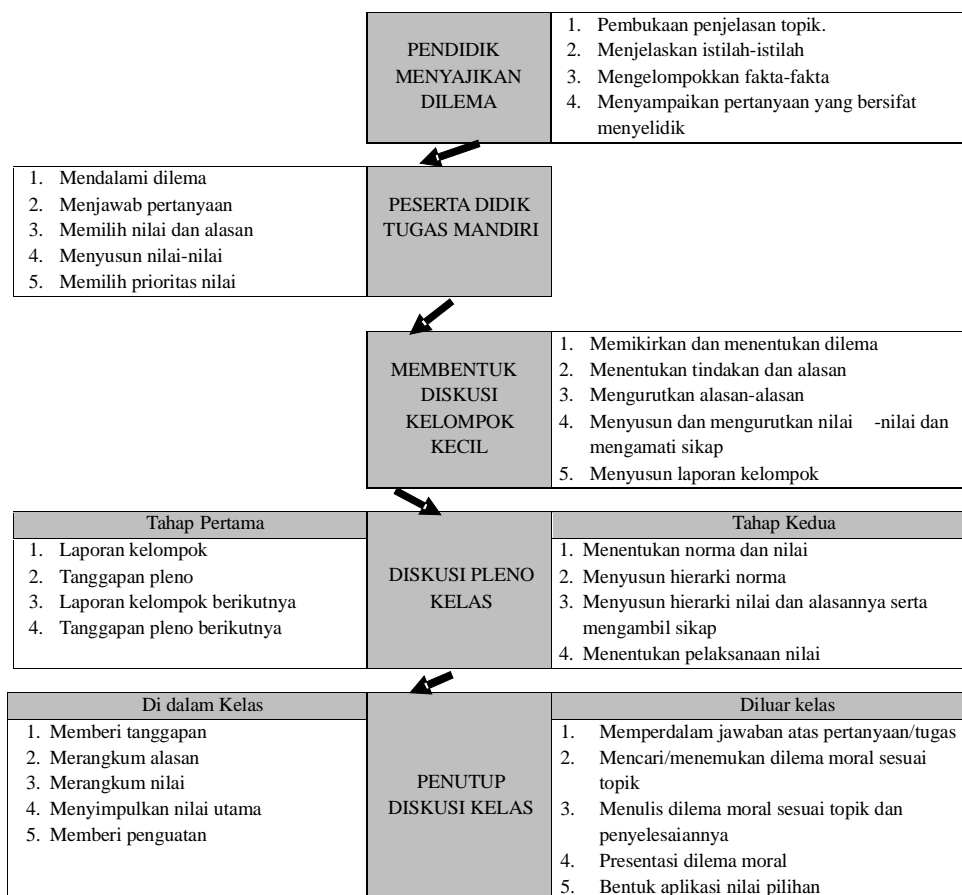 PENDIDIK
MENYAJIKAN
DILEMA
1. Pembukaan penjelasan topik.
2. Menjelaskan istilah-istilah
3. Mengelompokkan fakta-fakta
4. Menyampaikan pertanyaan yang bersifat
menyelidik
1. Mendalami dilema
2. Menjawab pertanyaan
3. Memilih nilai dan alasan
4. Menyusun nilai-nilai
5. Memilih prioritas nilai
PESERTA DIDIK
TUGAS MANDIRI
MEMBENTUK
DISKUSI
KELOMPOK
KECIL
1. Memikirkan dan menentukan dilema
2. Menentukan tindakan dan alasan
3. Mengurutkan alasan-alasan
4. Menyusun dan mengurutkan nilai -nilai dan
mengamati sikap
5. Menyusun laporan kelompok
Tahap Pertama
1. Laporan kelompok
2. Tanggapan pleno
3. Laporan kelompok berikutnya
4. Tanggapan pleno berikutnya
DISKUSI PLENO
KELAS
Tahap Kedua
1. Menentukan norma dan nilai
2. Menyusun hierarki norma
3. Menyusun hierarki nilai dan alasannya serta
mengambil sikap
4. Menentukan pelaksanaan nilai
Di dalam Kelas
1. Memberi tanggapan
2. Merangkum alasan
3. Merangkum nilai
4. Menyimpulkan nilai utama
5. Memberi penguatan
PENUTUP
DISKUSI KELAS
Diluar kelas
1. Memperdalam jawaban atas pertanyaan/tugas
2. Mencari/menemukan dilema moral sesuai
topik
3. Menulis dilema moral sesuai topik dan
penyelesaiannya
4. Presentasi dilema moral
5. Bentuk aplikasi nilai pilihan